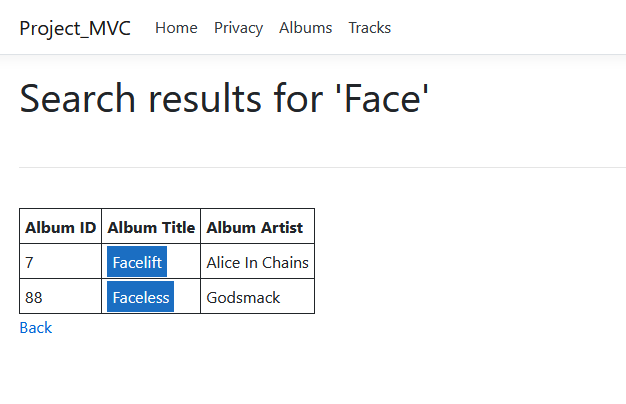 Project_MVC Home Privacy Albums Tracks
Search results for 'Face'
Album ID Album Title Album Artist
7 Facelift Alice In Chains
88 Faceless Godsmack
Back